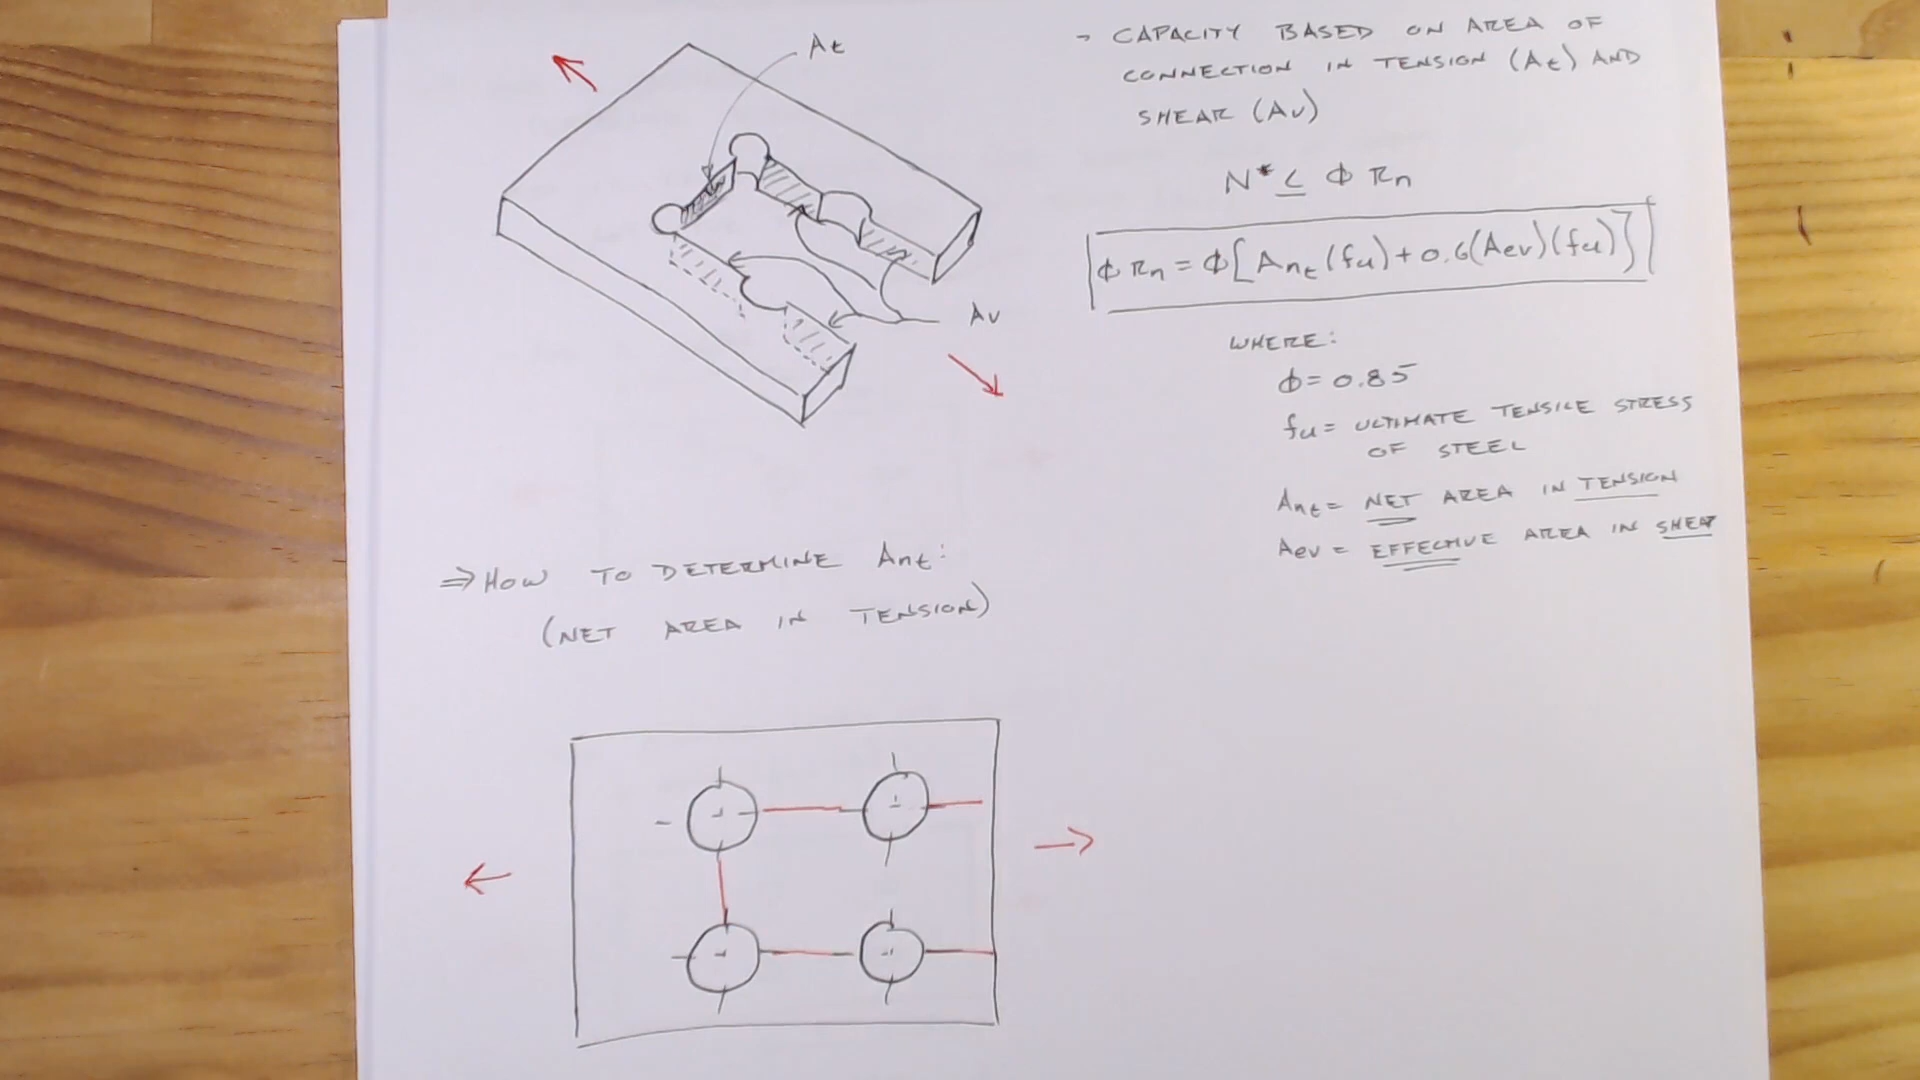 At
- CAPACITY BASED ON AREA OF
CONNECTION IN TENSION (At) AND
SHEAR (Av)
N* ≤ ϕ Rn
ϕ Rn = ϕ[Ant(fu) + 0.6(Aev)(fu)]
Av
WHERE:
ϕ = 0.85
fu = ULTIMATE TENSILE STRESS
OF STEEL
Ant = NET AREA IN TENSION
Aev = EFFECTIVE AREA IN SHEAR
⇒ HOW TO DETERMINE Ant:
(NET AREA IN TENSION)